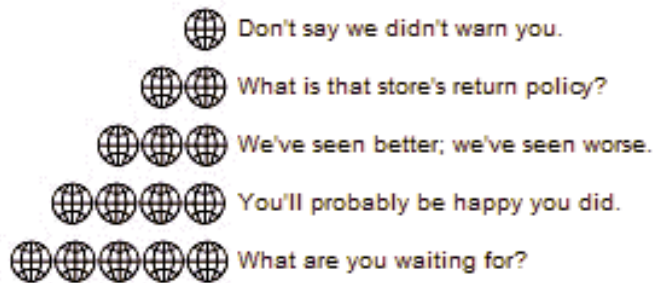 Don't say we didn't warn you.
What is that store's return policy?
We've seen better; we've seen worse.
You'll probably be happy you did.
What are you waiting for?